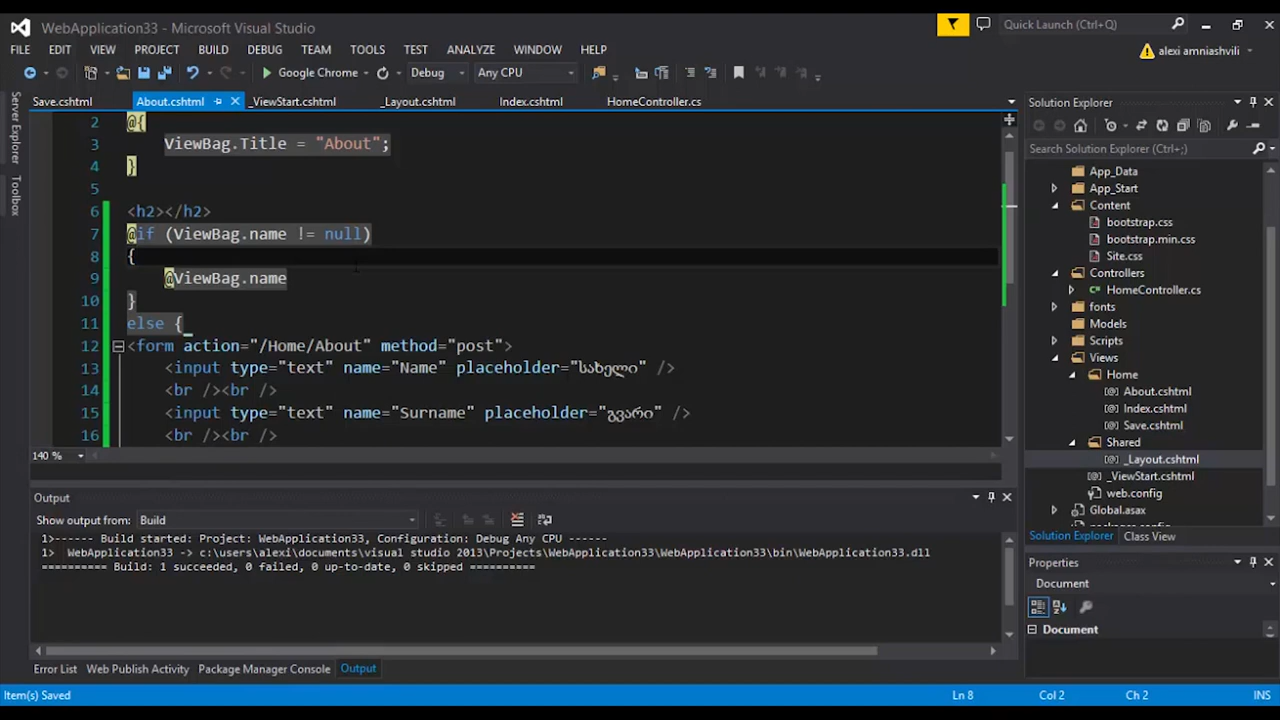 WebApplication33 - Microsoft Visual Studio
Quick Launch (Ctrl+Q)
FILE EDIT VIEW PROJECT BUILD DEBUG TEAM TOOLS TEST ANALYZE WINDOW HELP
alexi amniashvili
Google Chrome
Debug
Any CPU
Save.cshtml
About.cshtml
_ViewStart.cshtml
_Layout.cshtml
Index.cshtml
HomeController.cs
Server Explorer
Toolbox
2 @{
3 ViewBag.Title = "About";
4 }
5
6 <h2></h2>
7 @if (ViewBag.name != null)
8 {
9 @ViewBag.name
10 }
11 else {
12 <form action="/Home/About" method="post">
13 <input type="text" name="Name" placeholder="სახელი" />
14 <br /><br />
15 <input type="text" name="Surname" placeholder="გვარი" />
16 <br /><br />
140 %
Output
Show output from: Build
1>------ Build started: Project: WebApplication33, Configuration: Debug Any CPU ------
1> WebApplication33 -> c:\users\alexi\documents\visual studio 2013\Projects\WebApplication33\WebApplication33\bin\WebApplication33.dll
========== Build: 1 succeeded, 0 failed, 0 up-to-date, 0 skipped ==========
Error List
Web Publish Activity
Package Manager Console
Output
Solution Explorer
Search Solution Explorer (Ctrl+;)
App_Data
App_Start
Content
bootstrap.css
bootstrap.min.css
Site.css
Controllers
HomeController.cs
fonts
Models
Scripts
Views
Home
About.cshtml
Index.cshtml
Save.cshtml
Shared
_Layout.cshtml
_ViewStart.cshtml
web.config
Global.asax
packages.config
Solution Explorer
Class View
Properties
Document
Document
Item(s) Saved
Ln 8
Col 2
Ch 2
INS